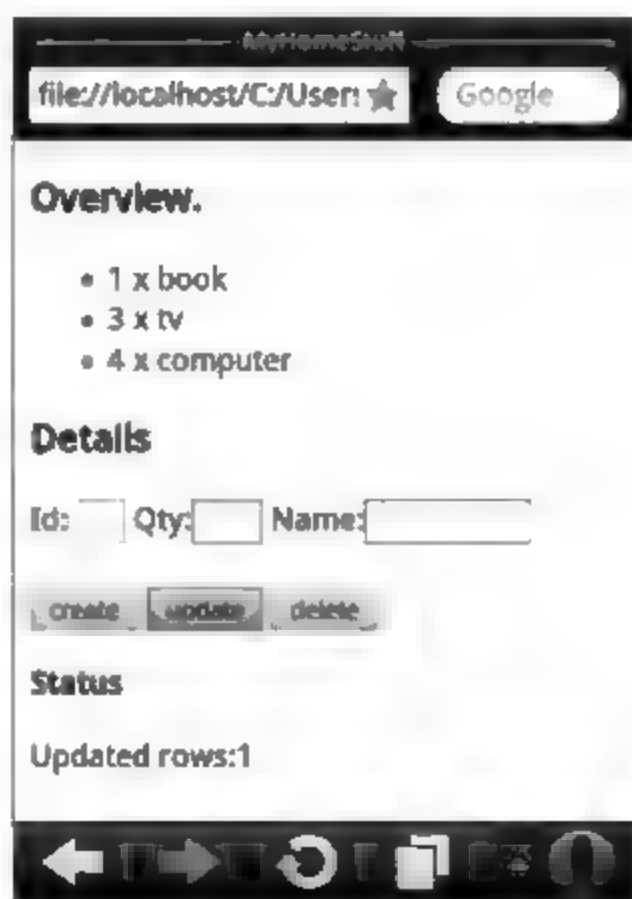 MyHomeStuff
file://localhost/C:/User: Google
Overview.
• 1 x book
• 3 x tv
• 4 x computer
Details
Id: Qty: Name:
create update delete
Status
Updated rows:1